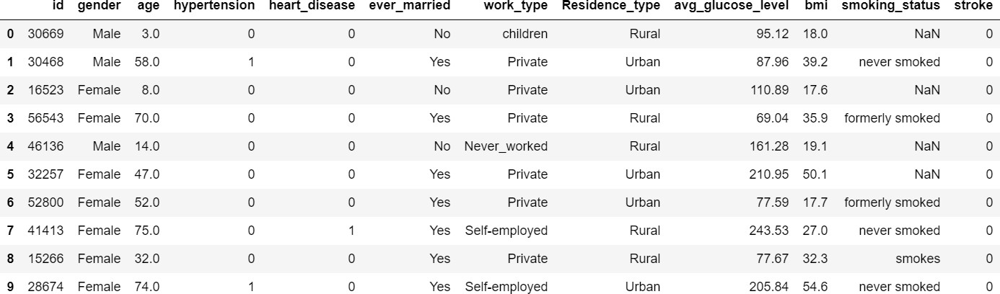 id gender age hypertension heart_disease ever_married work_type Residence_type avg_glucose_level bmi smoking_status stroke
0 30669 Male 3.0 0 0 No children Rural 95.12 18.0 NaN 0
1 30468 Male 58.0 1 0 Yes Private Urban 87.96 39.2 never smoked 0
2 16523 Female 8.0 0 0 No Private Urban 110.89 17.6 NaN 0
3 56543 Female 70.0 0 0 Yes Private Rural 69.04 35.9 formerly smoked 0
4 46136 Male 14.0 0 0 No Never_worked Rural 161.28 19.1 NaN 0
5 32257 Female 47.0 0 0 Yes Private Urban 210.95 50.1 NaN 0
6 52800 Female 52.0 0 0 Yes Private Urban 77.59 17.7 formerly smoked 0
7 41413 Female 75.0 0 1 Yes Self-employed Rural 243.53 27.0 never smoked 0
8 15266 Female 32.0 0 0 Yes Private Rural 77.67 32.3 smokes 0
9 28674 Female 74.0 1 0 Yes Self-employed Urban 205.84 54.6 never smoked 0